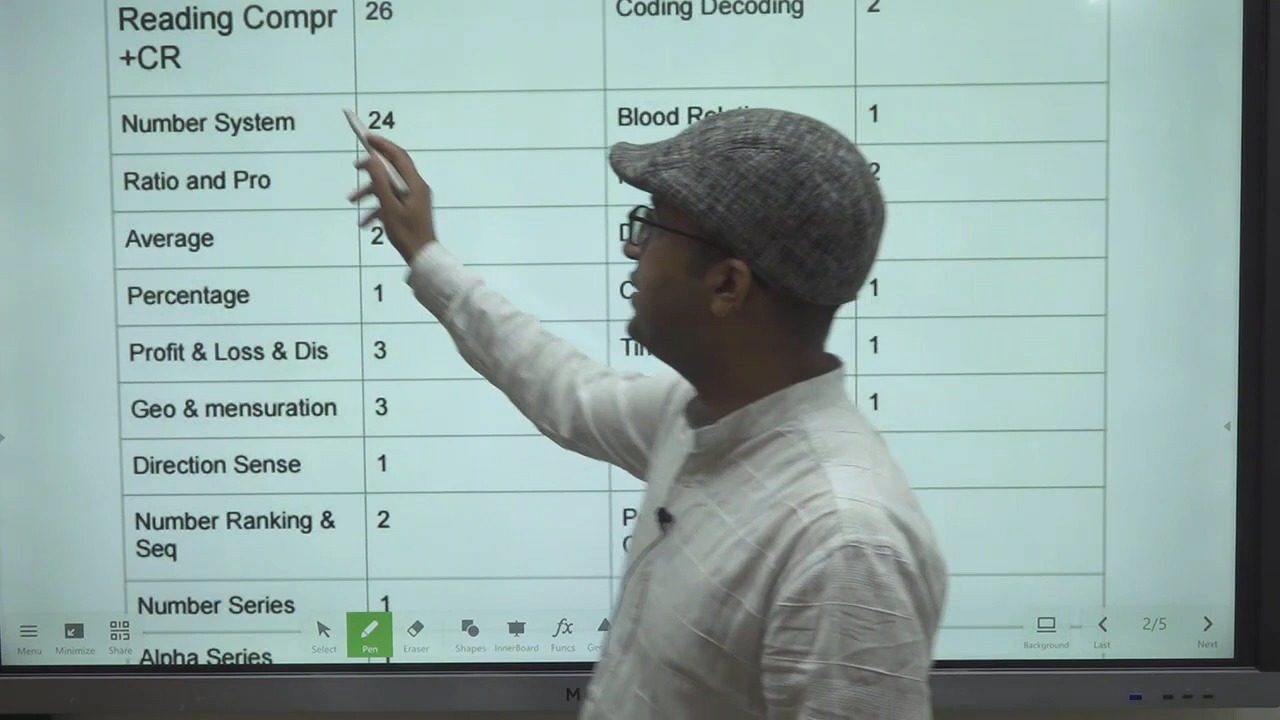 Reading Compr
+CR
26
Coding Decoding
2
Number System
24
Blood
1
Ratio and Pro
2
Average
2
Percentage
1
1
Profit & Loss & Dis
3
1
Geo & mensuration
3
1
Direction Sense
1
Number Ranking &
Seq
2
Number Series
1
Alpha Series
Menu
Minimize
Share
Select
Pen
Eraser
Shapes
InnerBoard
fx
Funcs
Background
Last
2/5
Next